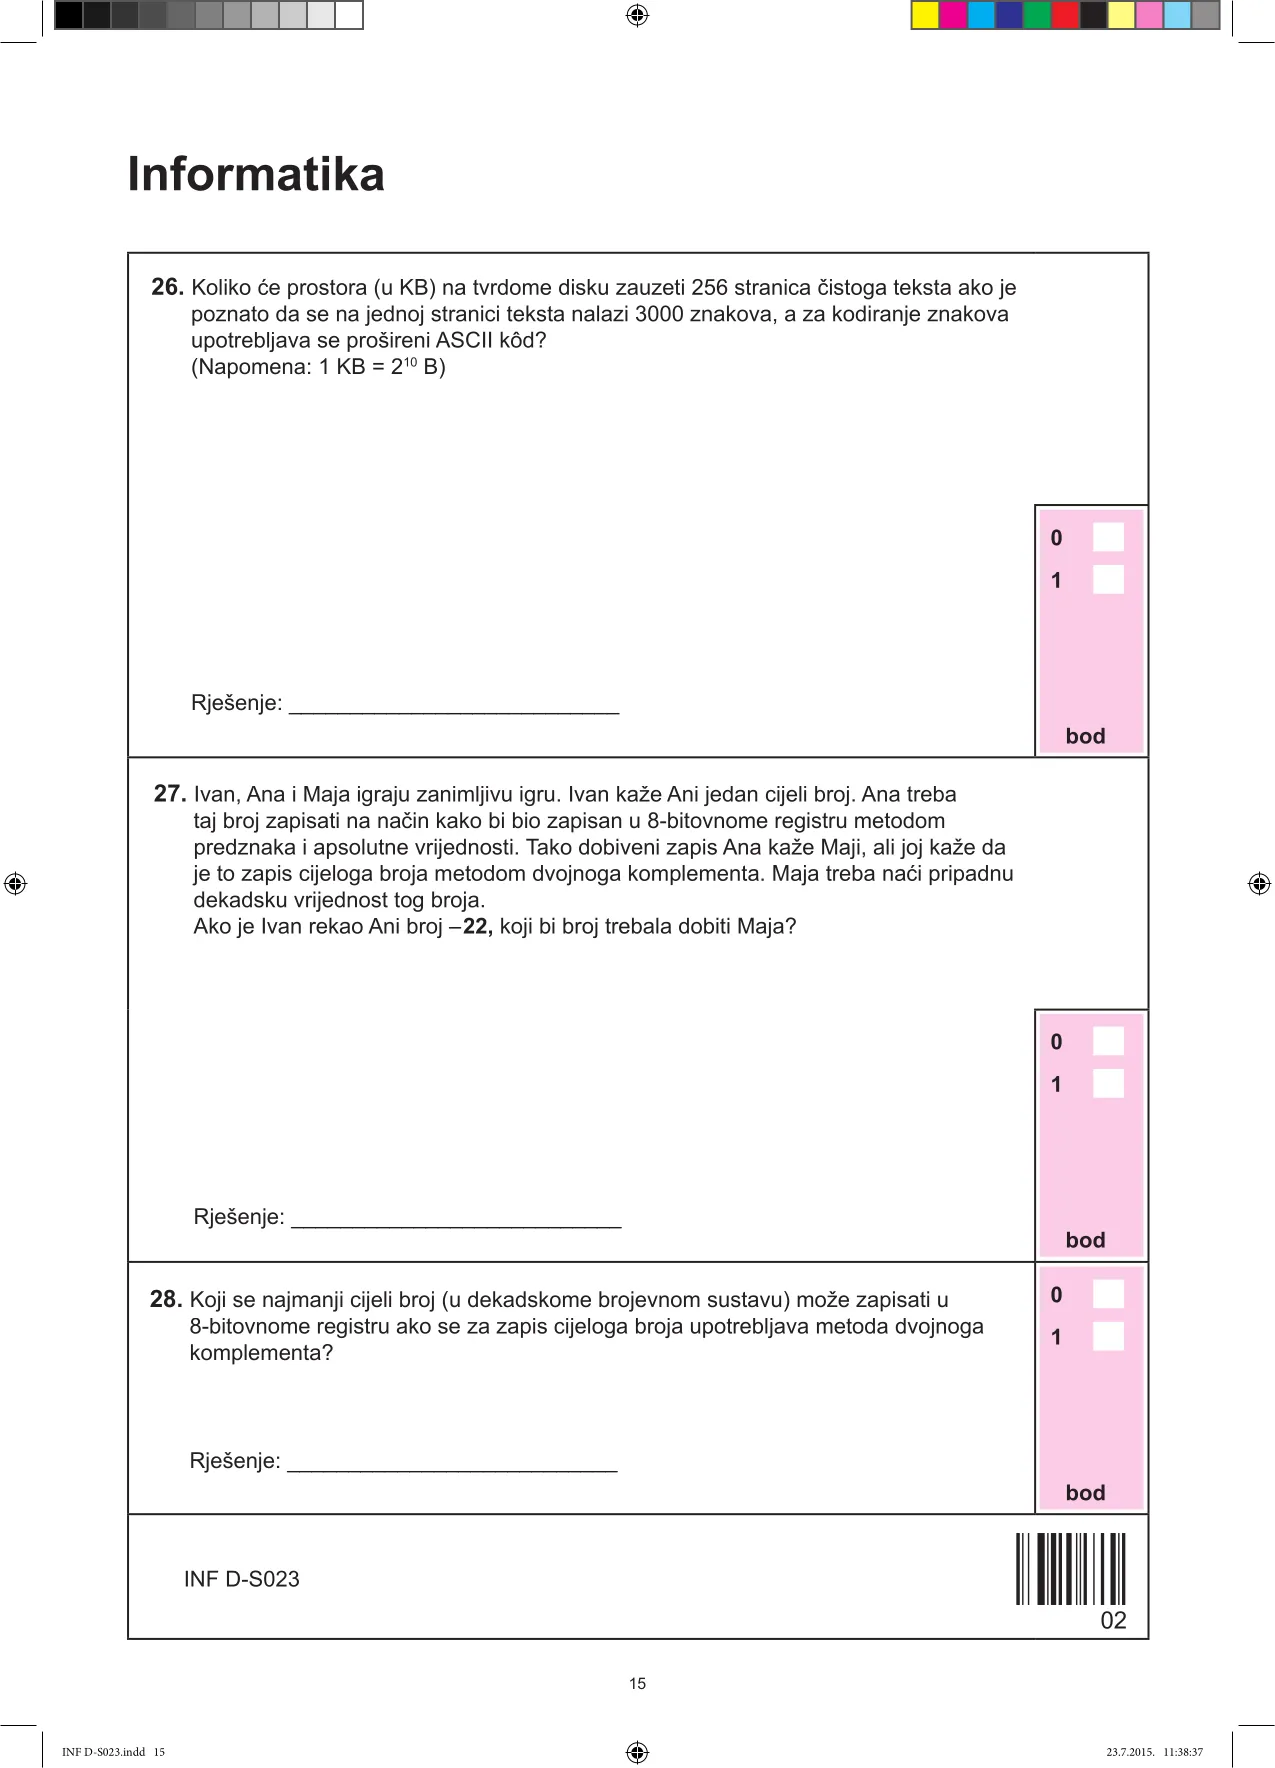 Informatika
26. Koliko će prostora (u KB) na tvrdome disku zauzeti 256 stranica čistoga teksta ako je
poznato da se na jednoj stranici teksta nalazi 3000 znakova, a za kodiranje znakova
upotrebljava se prošireni ASCII kôd?
(Napomena: 1 KB = 2¹⁰ B)
0
1
Rješenje: ___________________________
bod
27. Ivan, Ana i Maja igraju zanimljivu igru. Ivan kaže Ani jedan cijeli broj. Ana treba
taj broj zapisati na način kako bi bio zapisan u 8-bitovnome registru metodom
predznaka i apsolutne vrijednosti. Tako dobiveni zapis Ana kaže Maji, ali joj kaže da
je to zapis cijeloga broja metodom dvojnoga komplementa. Maja treba naći pripadnu
dekadsku vrijednost tog broja.
Ako je Ivan rekao Ani broj –22, koji bi broj trebala dobiti Maja?
0
1
Rješenje: ___________________________
bod
28. Koji se najmanji cijeli broj (u dekadskome brojevnom sustavu) može zapisati u
8-bitovnome registru ako se za zapis cijeloga broja upotrebljava metoda dvojnoga
komplementa?
0
1
Rješenje: ___________________________
bod
INF D-S023
02
15
INF D-S023.indd 15
23.7.2015. 11:38:37